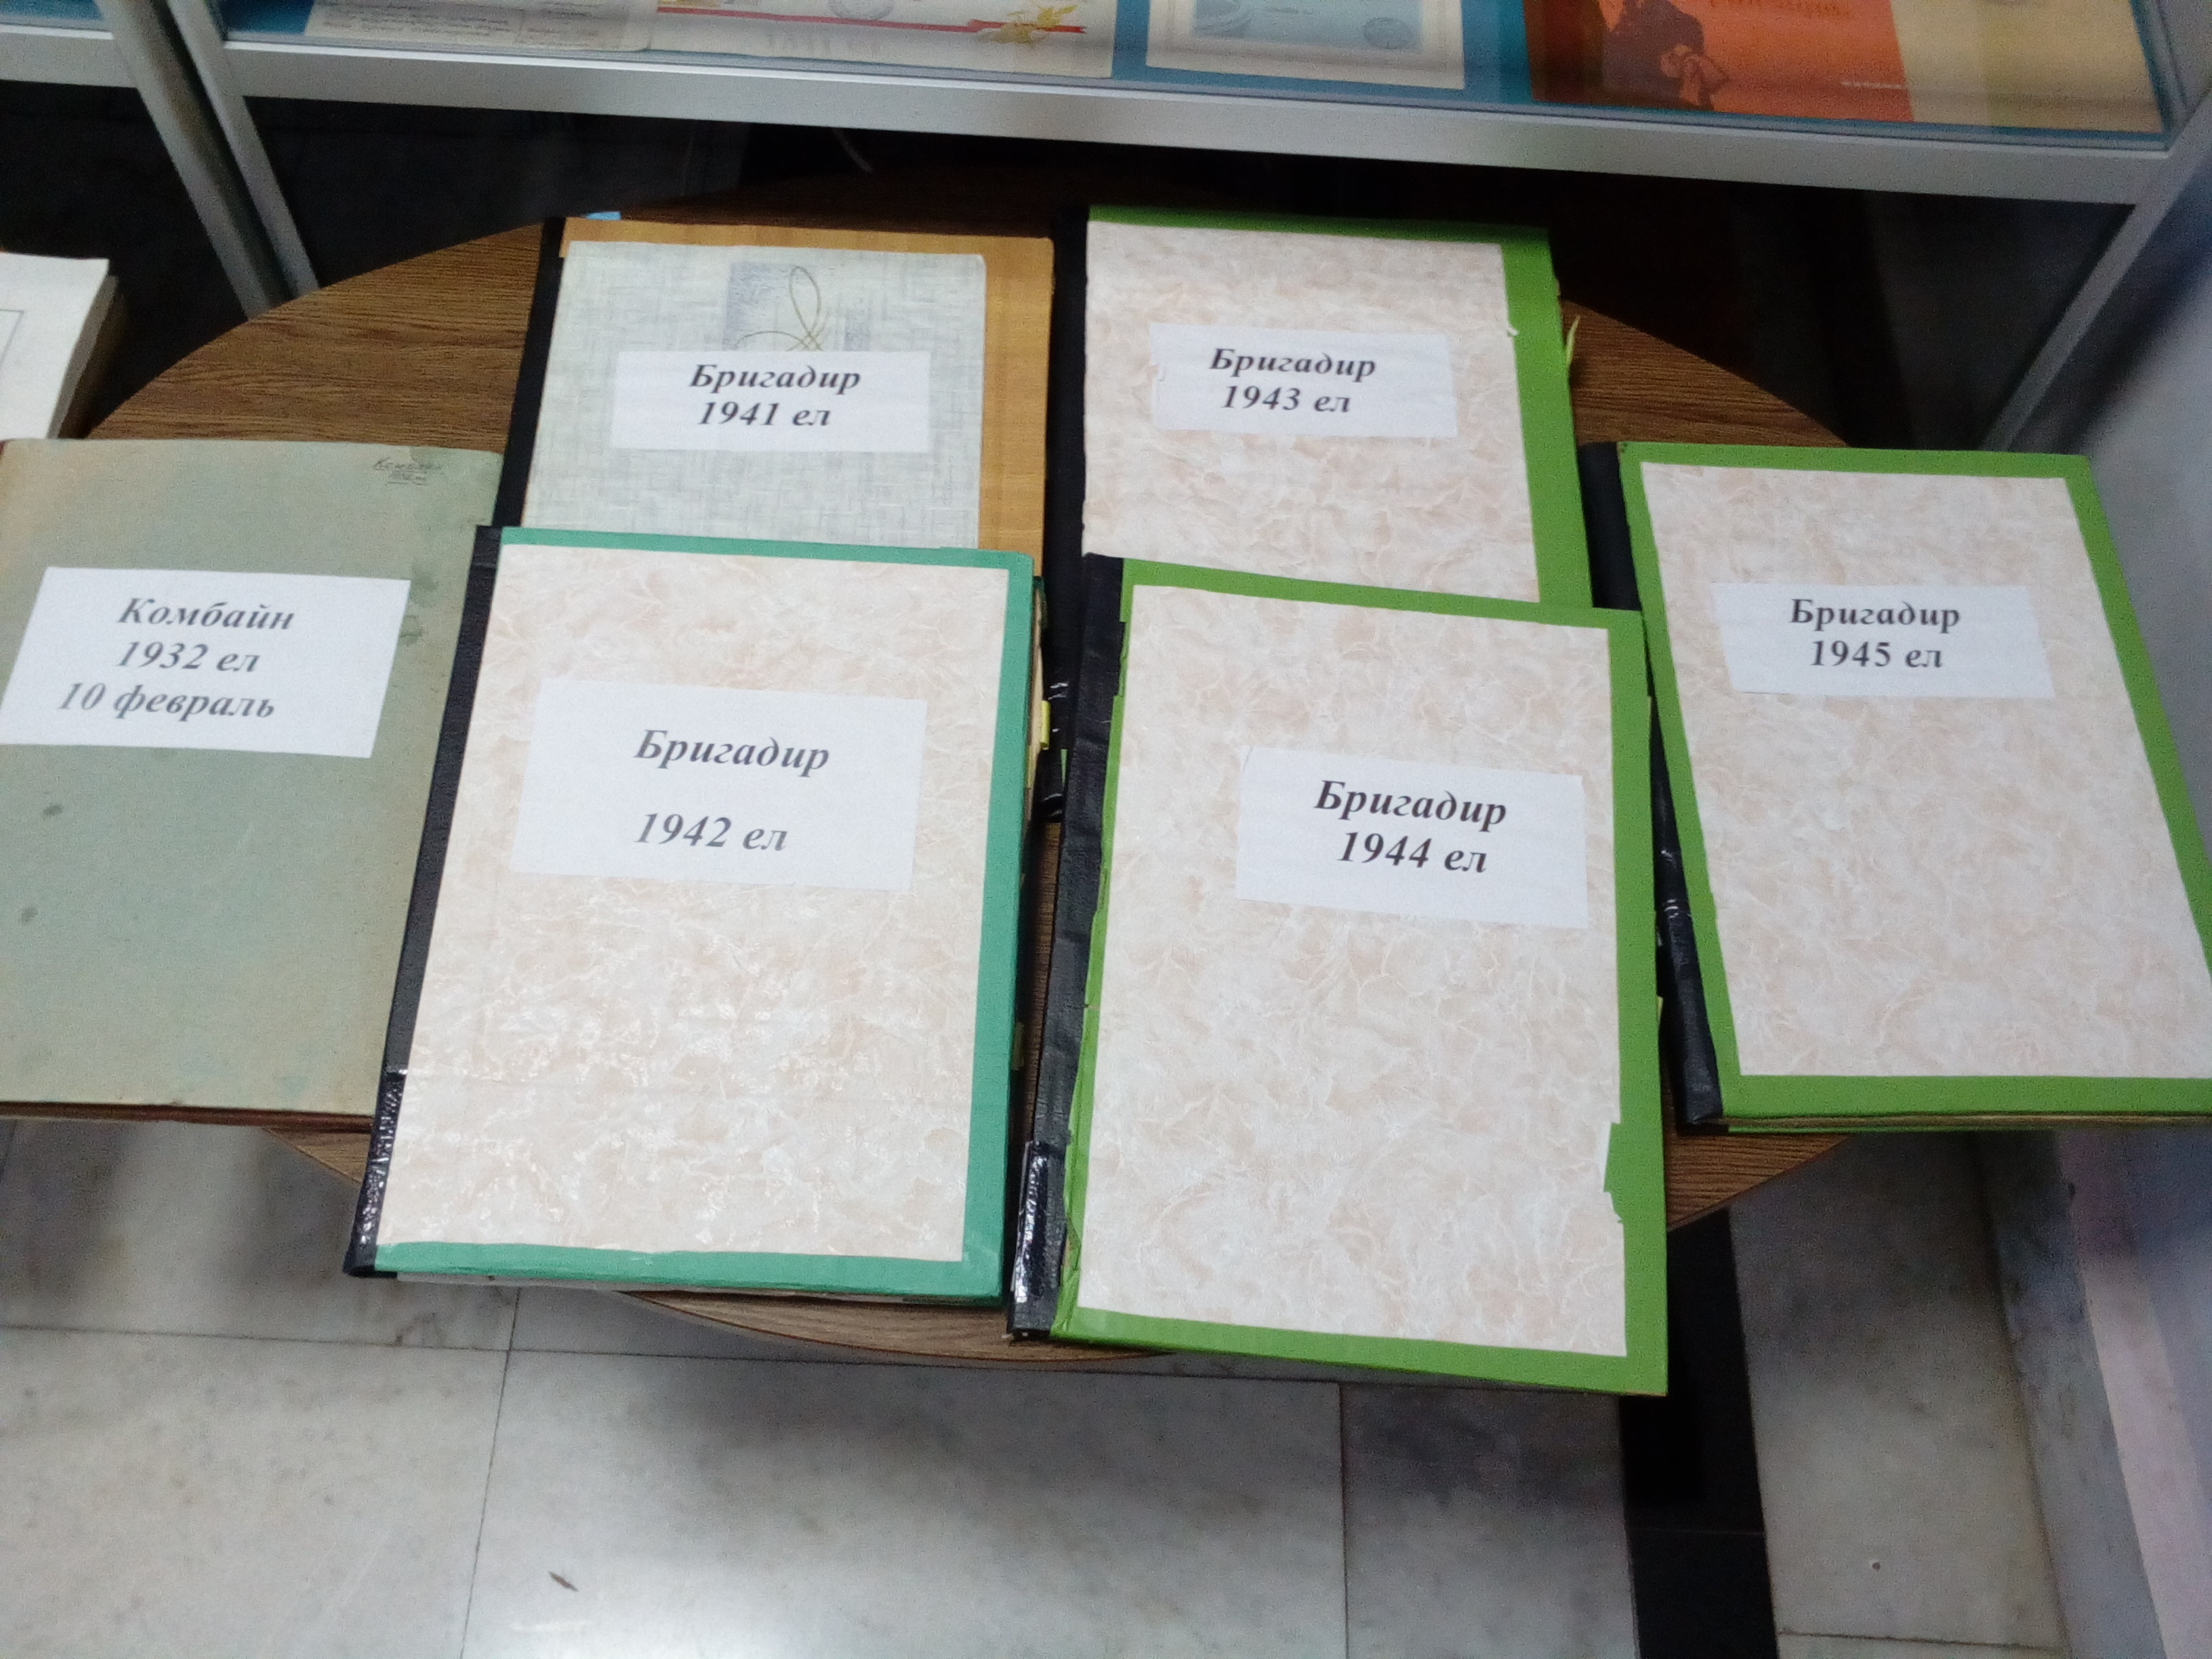 Бригадир
1941 ел
Бригадир
1943 ел
Комбайн
1932 ел
10 февраль
Бригадир
1942 ел
Бригадир
1944 ел
Бригадир
1945 ел